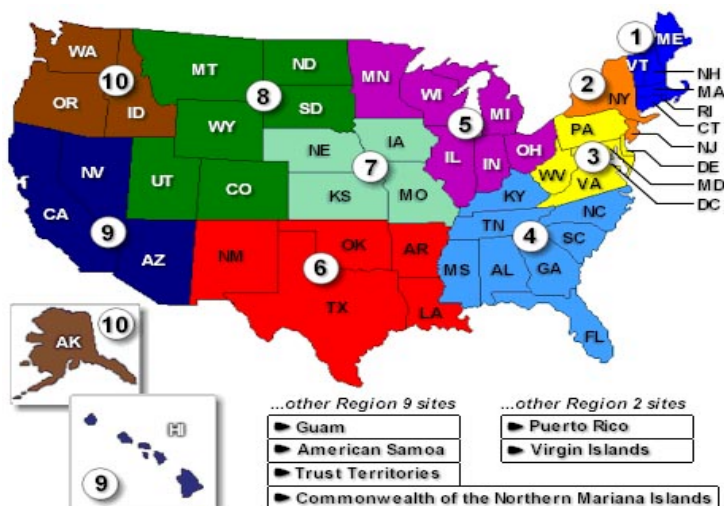 1
ME
WA
MT
ND
MN
VT
NH
10
2
MA
OR
ID
8
SD
WI
NY
RI
WY
5
MI
CT
IA
PA
NJ
NE
7
OH
3
DE
NV
IL
IN
WV
MD
UT
CO
KS
MO
VA
DC
CA
KY
9
NC
TN
AZ
NM
OK
AR
4
SC
6
MS
AL
GA
TX
LA
FL
10
AK
HI
9
...other Region 9 sites
Guam
American Samoa
Trust Territories
Commonwealth of the Northern Mariana Islands
...other Region 2 sites
Puerto Rico
Virgin Islands